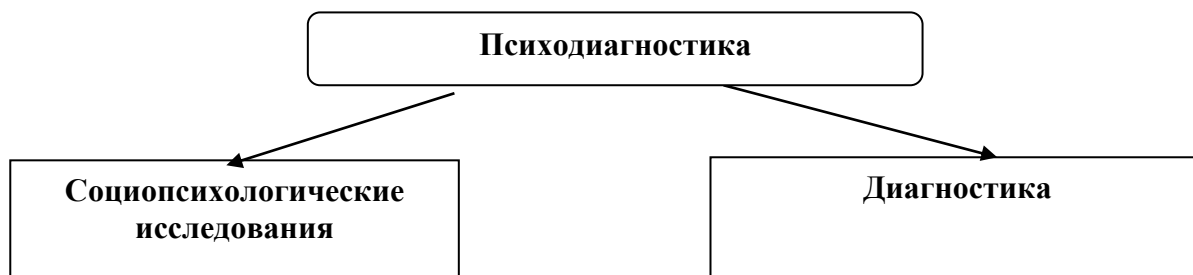 Психодиагностика
Социопсихологические
исследования
Диагностика